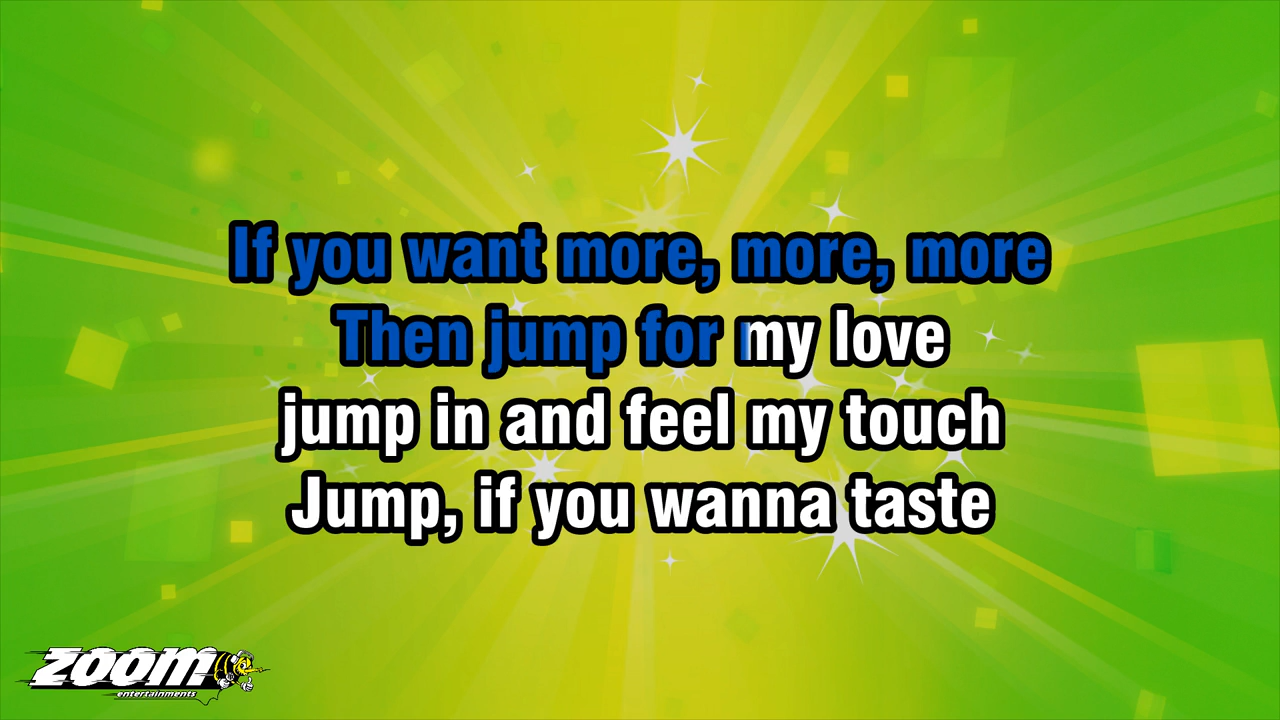 If you want more, more, more
Then jump for my love
jump in and feel my touch
Jump, if you wanna taste
zoom
entertainments